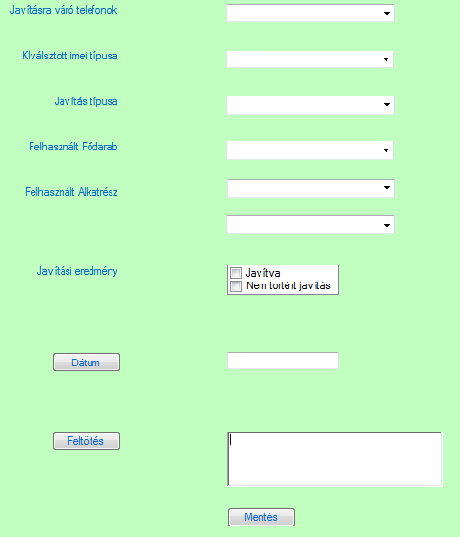 Javításra váró telefonok
Kiválsztott imei típusa
Javítás típusa
Felhasznált Fődarab
Felhasznált Alkatrész
Javítási eredmény
Javítva
Nem történt javítás
Dátum
Feltöltés
Mentés